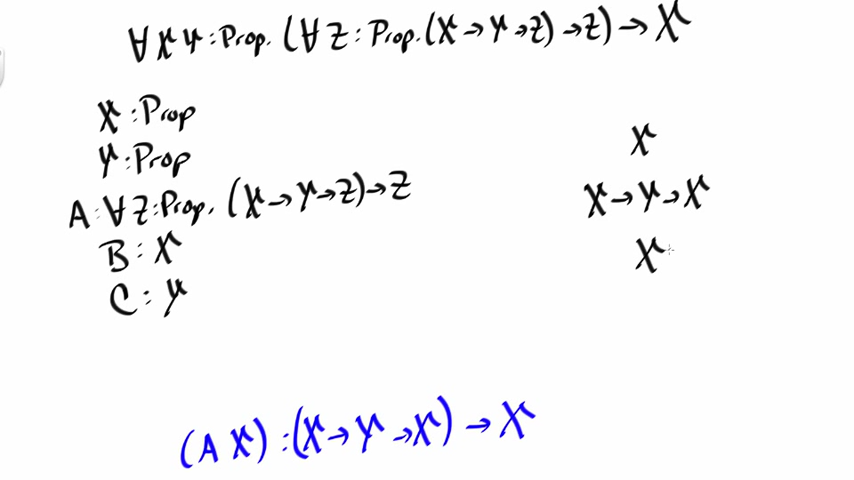 ∀ X Y : Prop. (∀ Z : Prop. (X → Y → Z) → Z) → X
X : Prop
Y : Prop
X
A : ∀ Z : Prop. (X → Y → Z) → Z
X → Y → X
B : X
X
C : Y
(A X) : (X → Y → X) → X